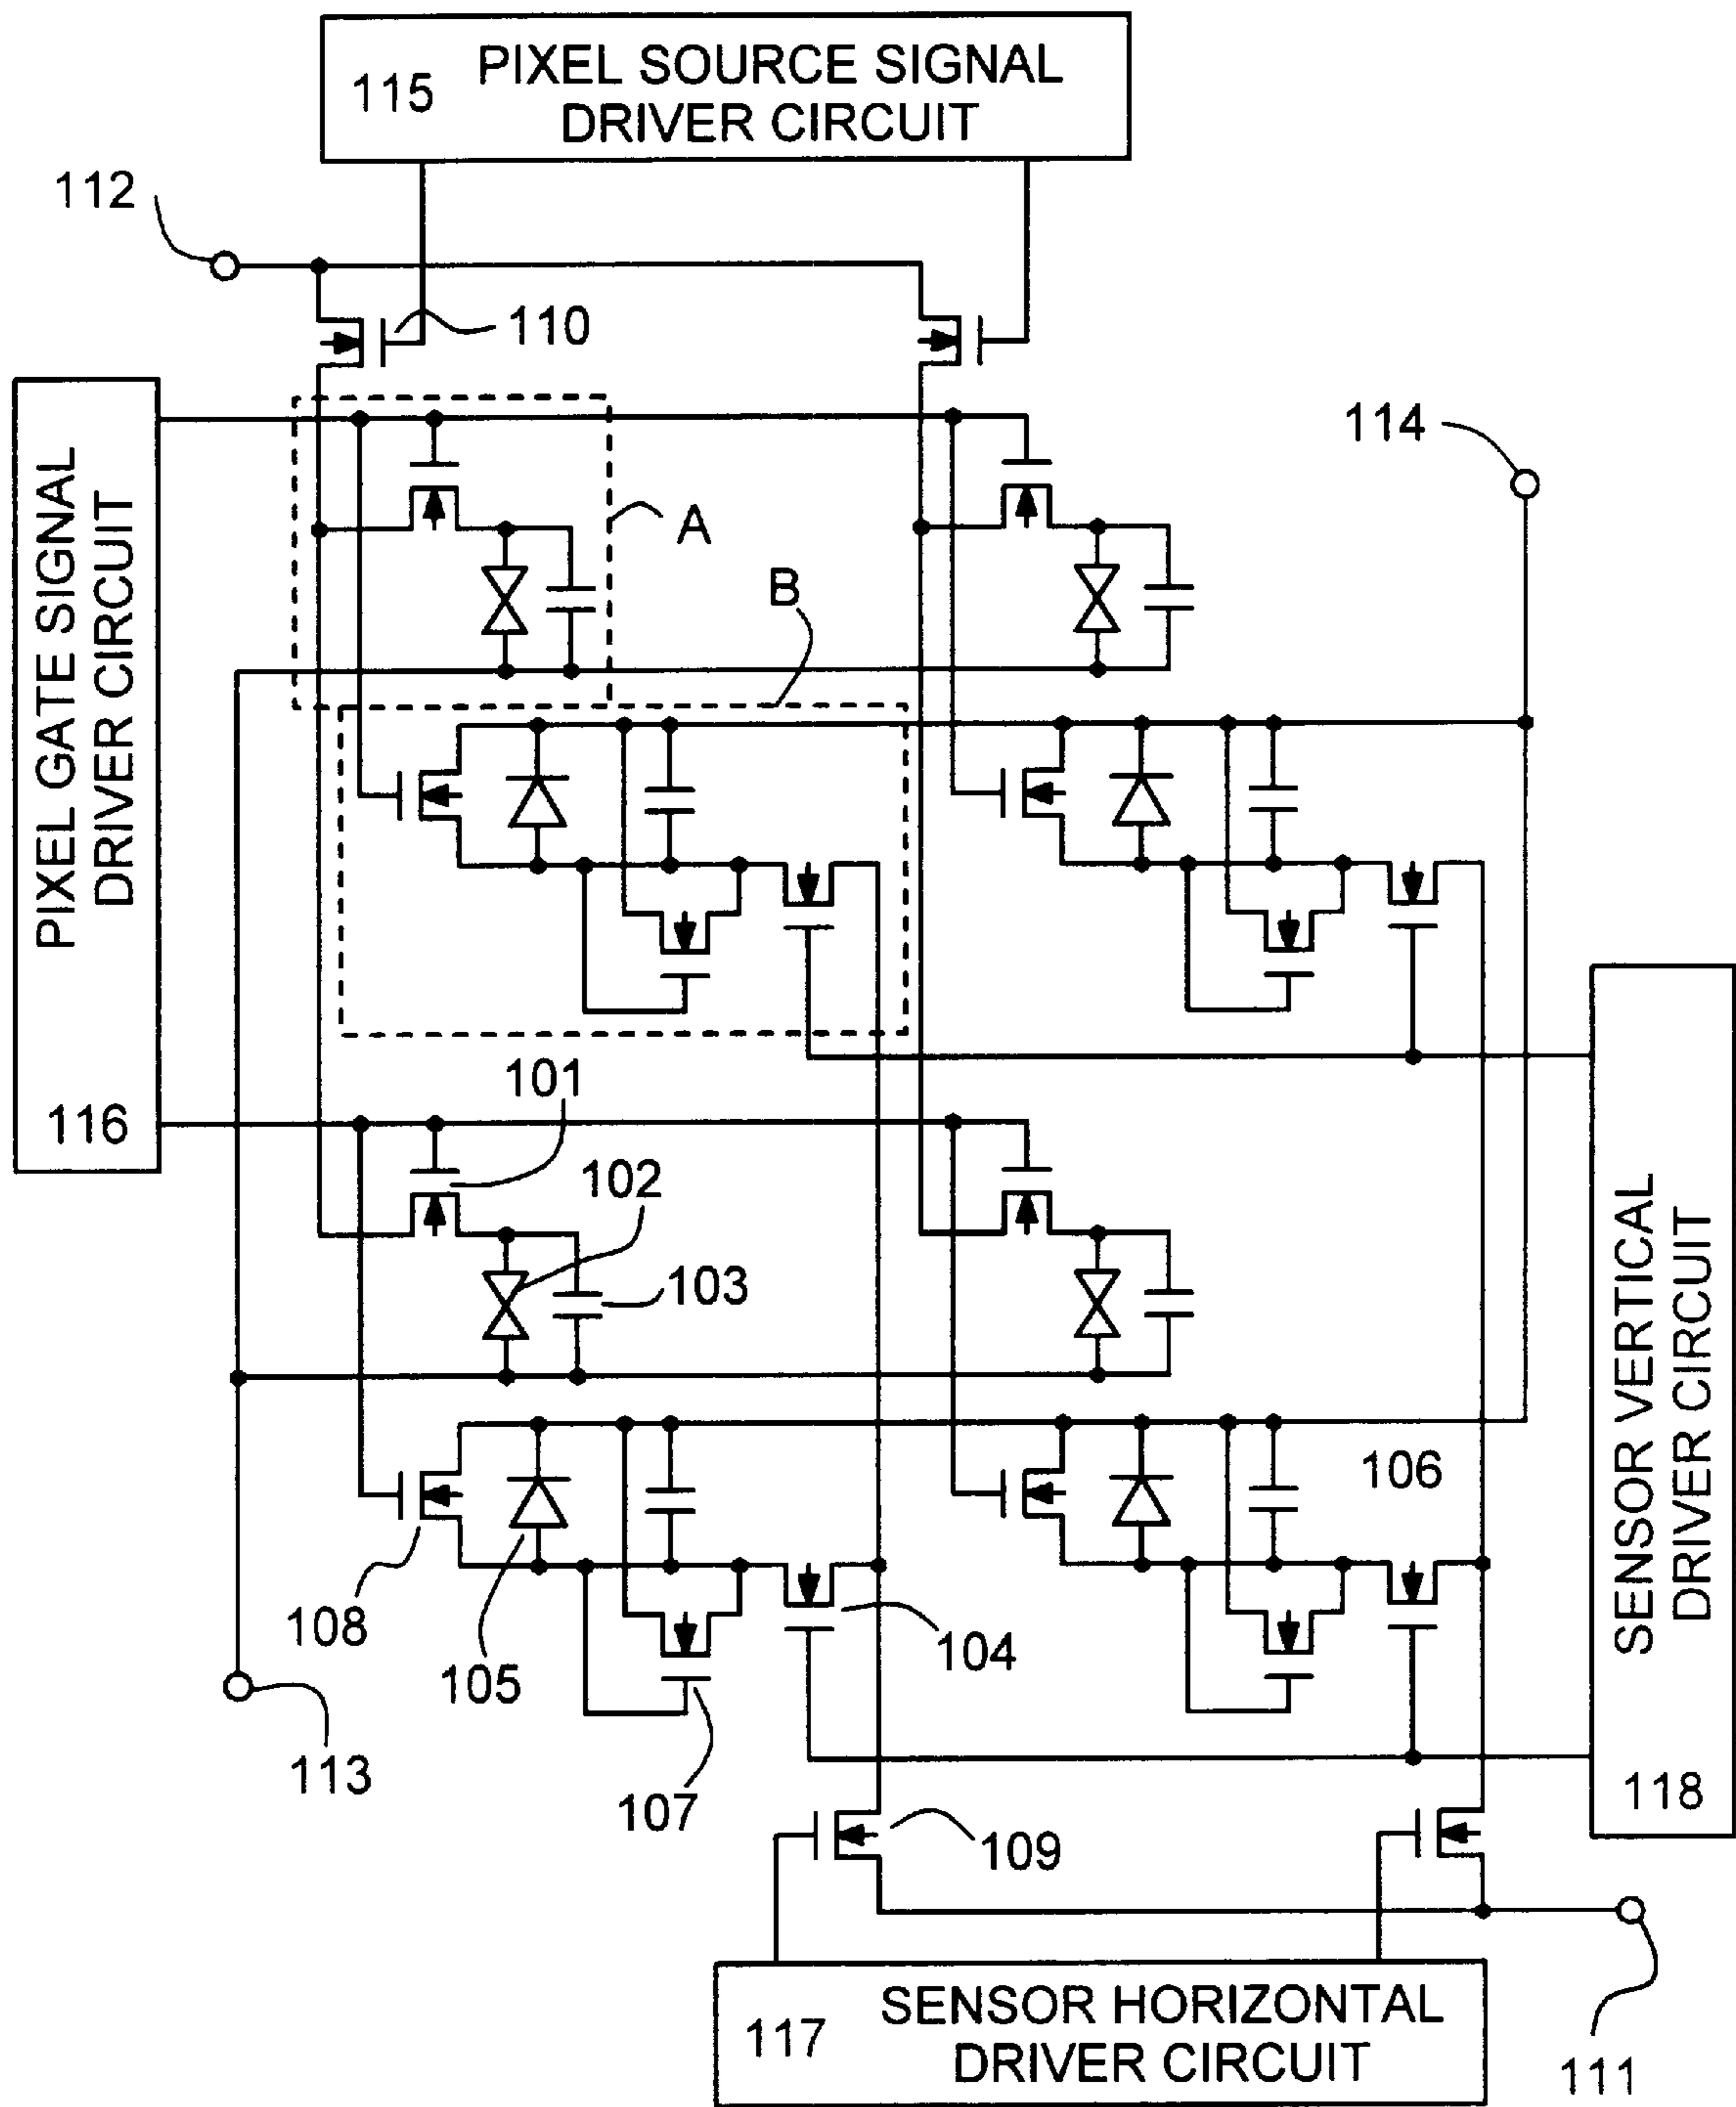 115
PIXEL SOURCE SIGNAL
DRIVER CIRCUIT
112
110
114
PIXEL GATE SIGNAL
DRIVER CIRCUIT
116
A
B
101
102
103
106
SENSOR VERTICAL
DRIVER CIRCUIT
118
108
105
104
113
107
109
117
SENSOR HORIZONTAL
DRIVER CIRCUIT
111